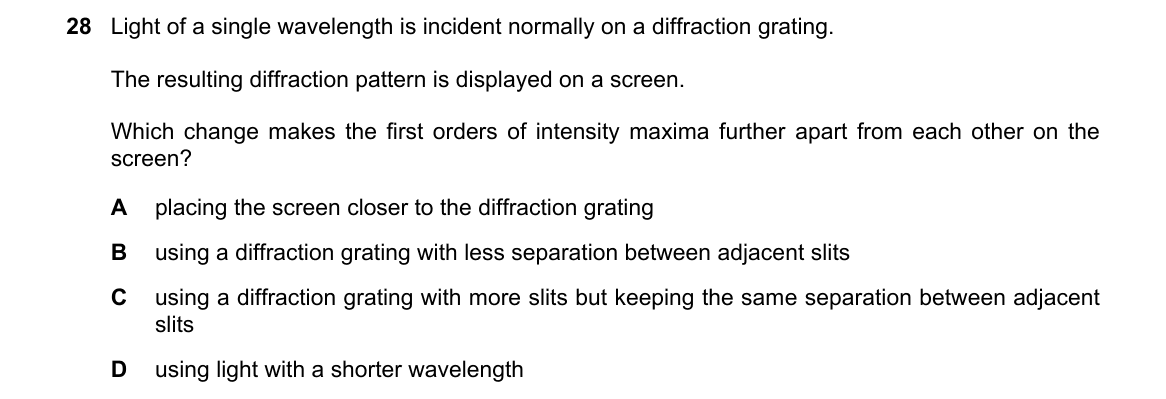 28 Light of a single wavelength is incident normally on a diffraction grating.
The resulting diffraction pattern is displayed on a screen.
Which change makes the first orders of intensity maxima further apart from each other on the
screen?
A placing the screen closer to the diffraction grating
B using a diffraction grating with less separation between adjacent slits
C using a diffraction grating with more slits but keeping the same separation between adjacent
slits
D using light with a shorter wavelength